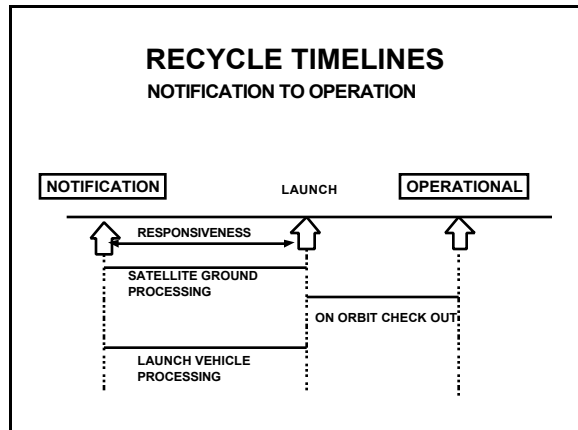 RECYCLE TIMELINES
NOTIFICATION TO OPERATION
NOTIFICATION
LAUNCH
OPERATIONAL
RESPONSIVENESS
SATELLITE GROUND
PROCESSING
ON ORBIT CHECK OUT
LAUNCH VEHICLE
PROCESSING